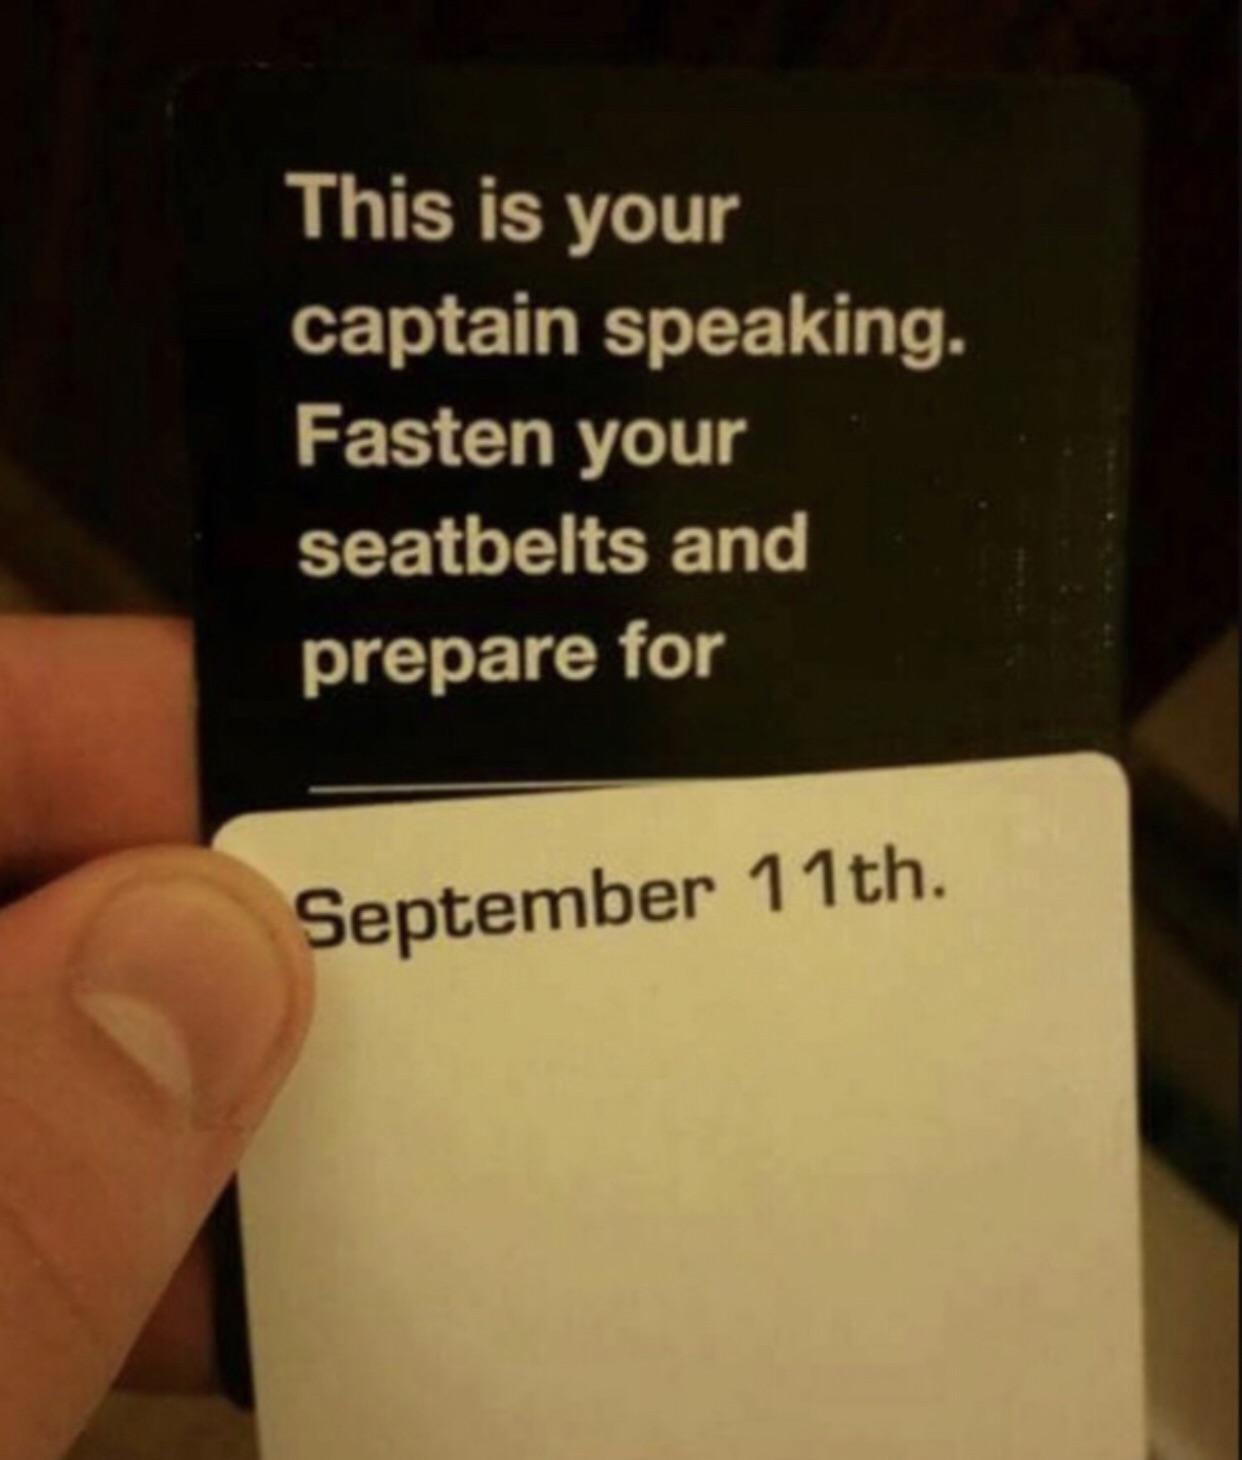 This is your
captain speaking.
Fasten your
seatbelts and
prepare for
September 11th.